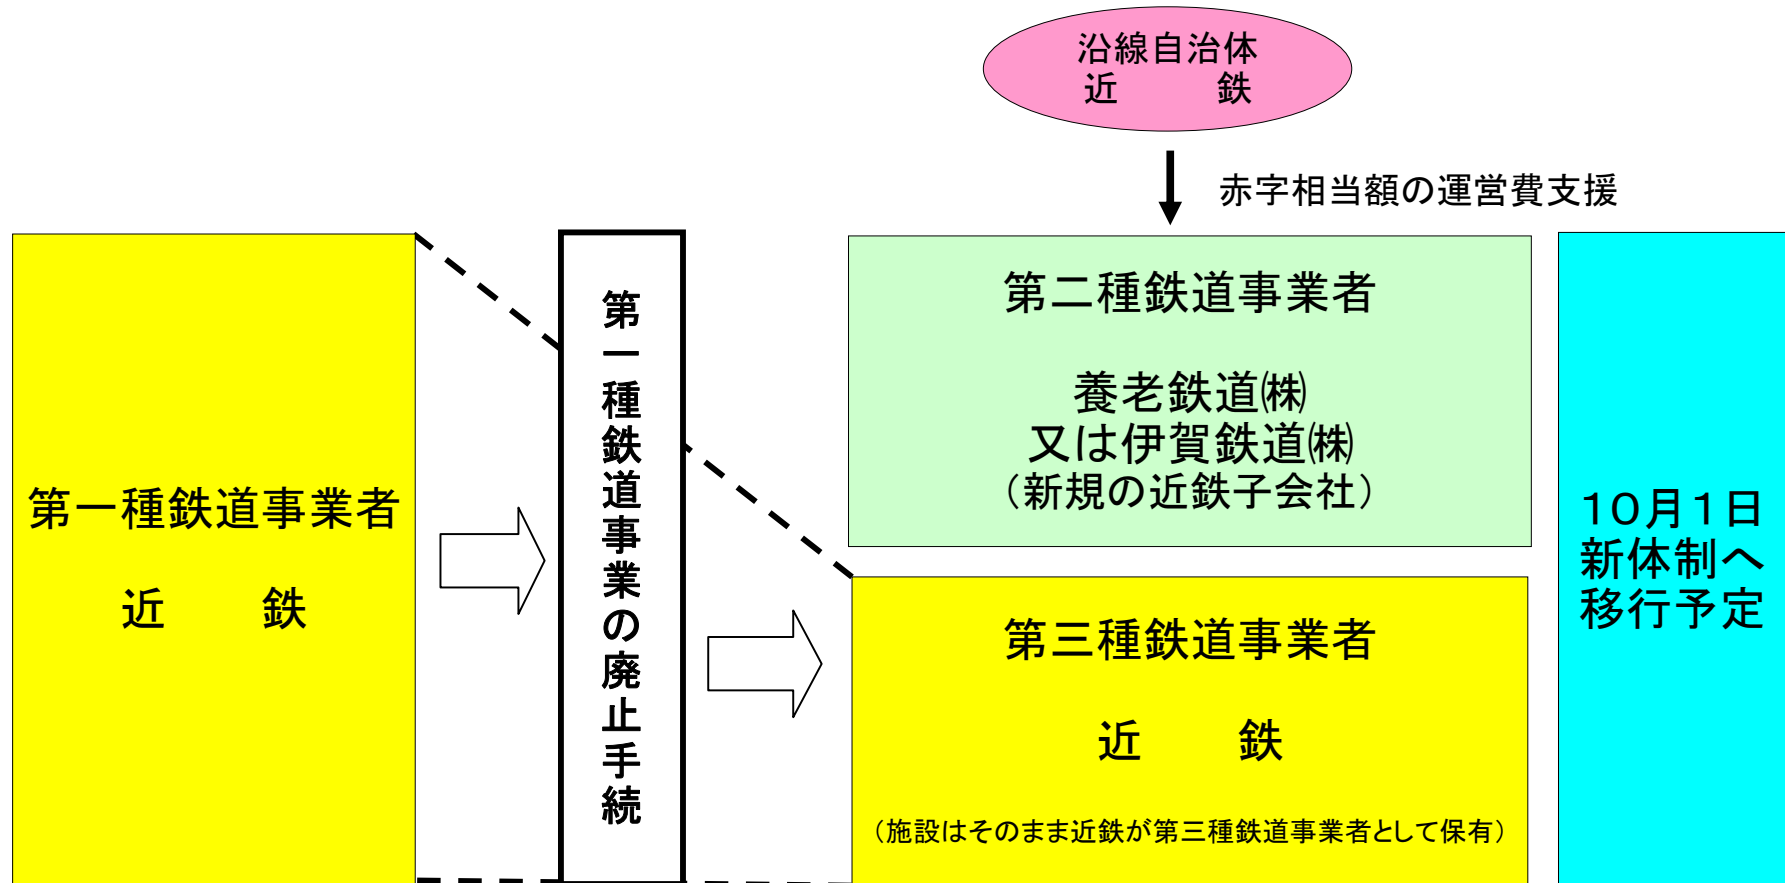 沿線自治体
近　　　鉄
赤字相当額の運営費支援
第一種鉄道事業者
近　　鉄
第一種鉄道事業の廃止手続
第二種鉄道事業者
養老鉄道㈱
又は伊賀鉄道㈱
（新規の近鉄子会社）
第三種鉄道事業者
近　　鉄
（施設はそのまま近鉄が第三種鉄道事業者として保有）
１０月１日
新体制へ
移行予定